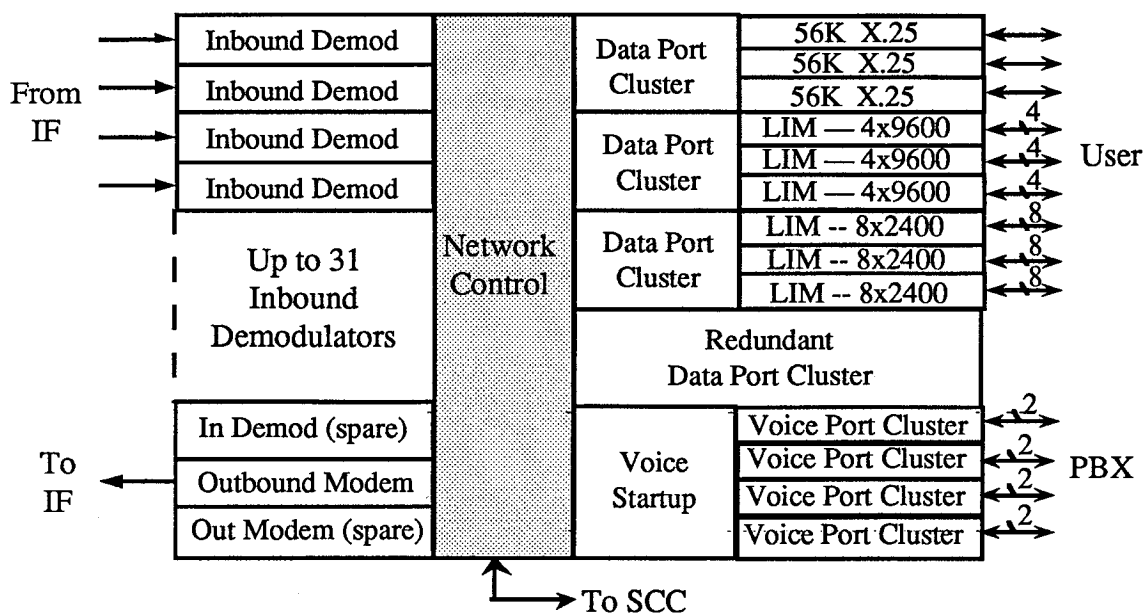 From
IF
Inbound Demod
Inbound Demod
Inbound Demod
Inbound Demod
Up to 31
Inbound
Demodulators
In Demod (spare)
Outbound Modem
Out Modem (spare)
To
IF
Network
Control
Data Port
Cluster
56K X.25
56K X.25
56K X.25
Data Port
Cluster
LIM — 4x9600
4
LIM — 4x9600
4
LIM — 4x9600
4
Data Port
Cluster
LIM -- 8x2400
8
LIM -- 8x2400
8
LIM -- 8x2400
8
User
Redundant
Data Port Cluster
Voice
Startup
Voice Port Cluster
2
Voice Port Cluster
2
Voice Port Cluster
2
Voice Port Cluster
2
PBX
To SCC